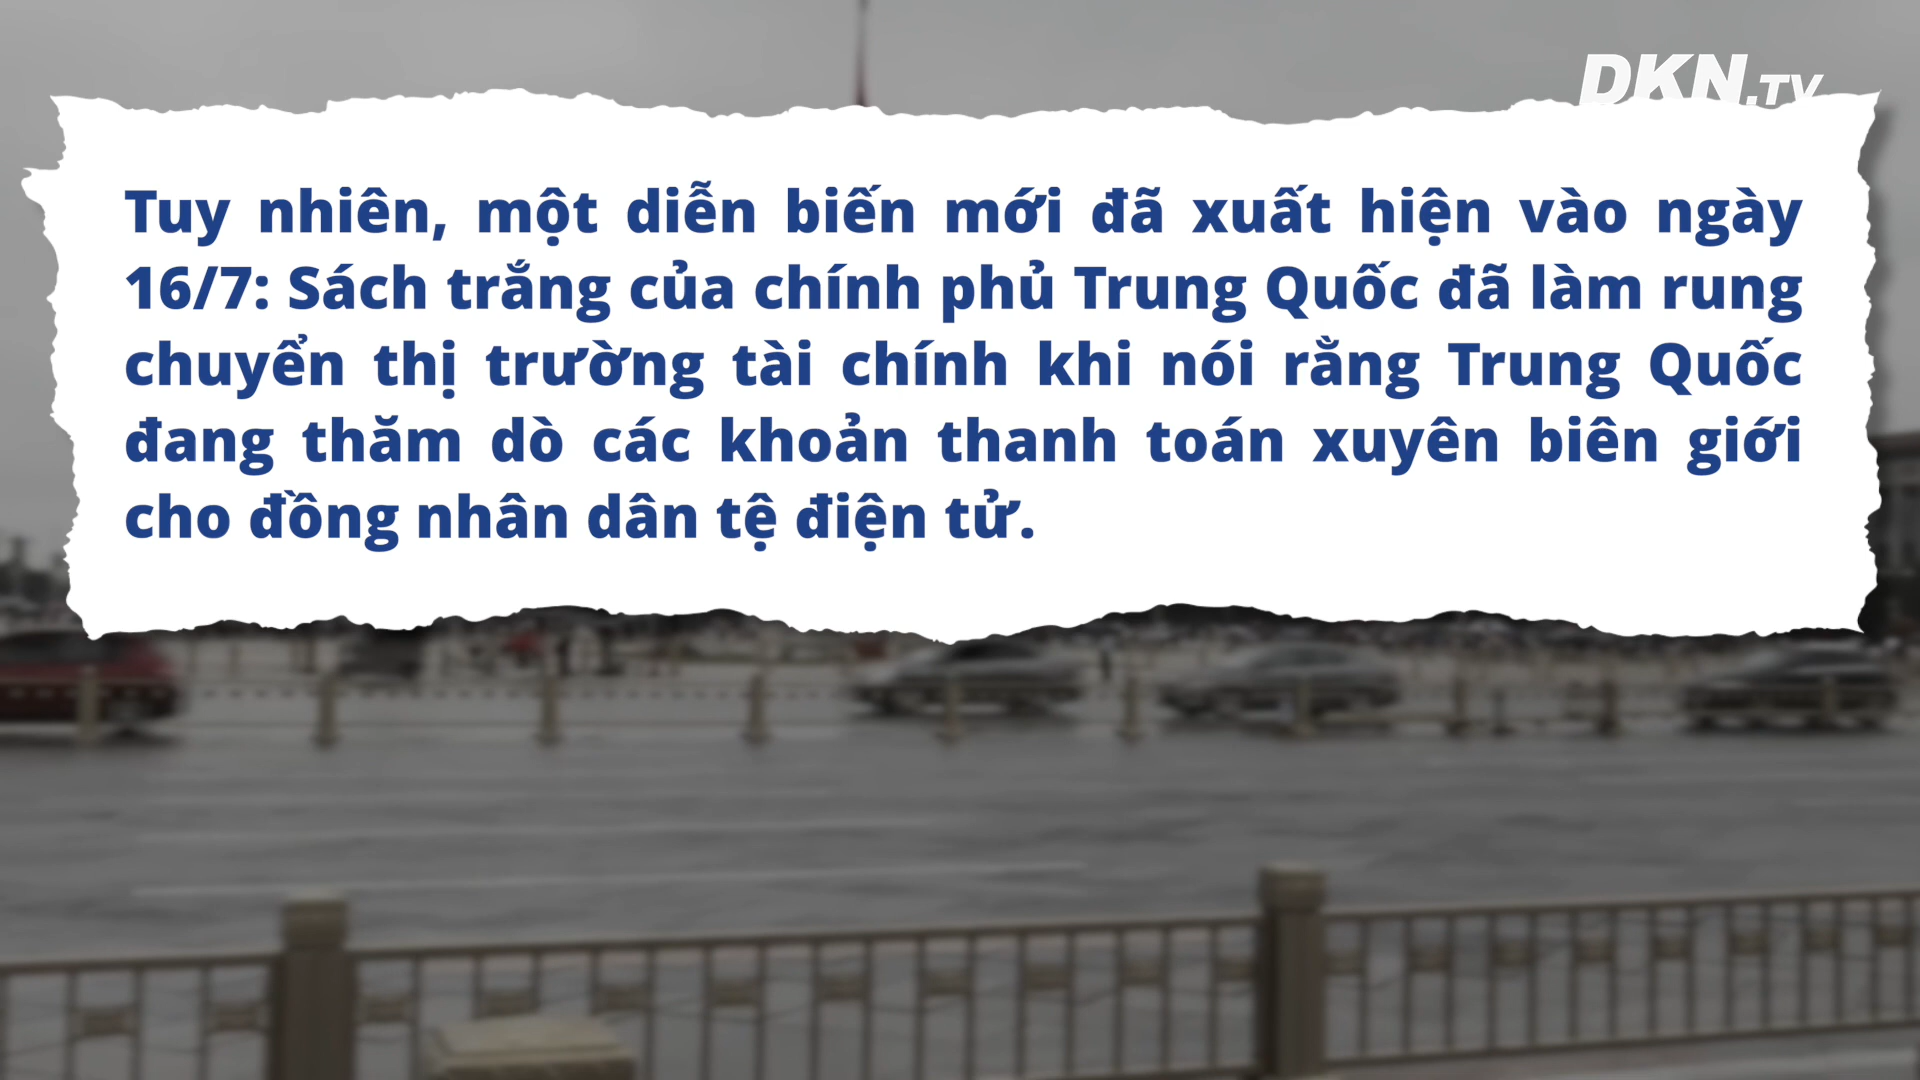 DKN.TV
Tuy nhiên, một diễn biến mới đã xuất hiện vào ngày
16/7: Sách trắng của chính phủ Trung Quốc đã làm rung
chuyển thị trường tài chính khi nói rằng Trung Quốc
đang thăm dò các khoản thanh toán xuyên biên giới
cho đồng nhân dân tệ điện tử.